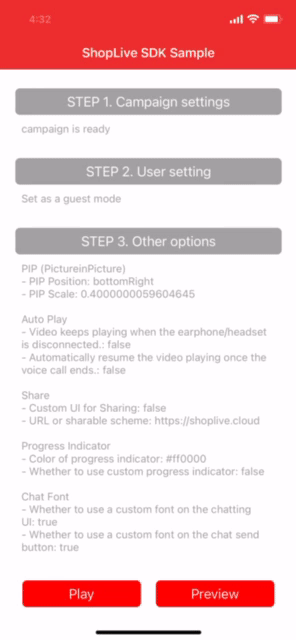 4:32
ShopLive SDK Sample
STEP 1. Campaign settings
campaign is ready
STEP 2. User setting
Set as a guest mode
STEP 3. Other options
PIP (PictureinPicture)
- PIP Position: bottomRight
- PIP Scale: 0.4000000059604645
Auto Play
- Video keeps playing when the earphone/headset
is disconnected.: false
- Automatically resume the video playing once the
voice call ends.: false
Share
- Custom UI for Sharing: false
- URL or sharable scheme: https://shoplive.cloud
Progress Indicator
- Color of progress indicator: #ff0000
- Whether to use custom progress indicator: false
Chat Font
- Whether to use a custom font on the chatting
UI: true
- Whether to use a custom font on the chat send
button: true
Play
Preview